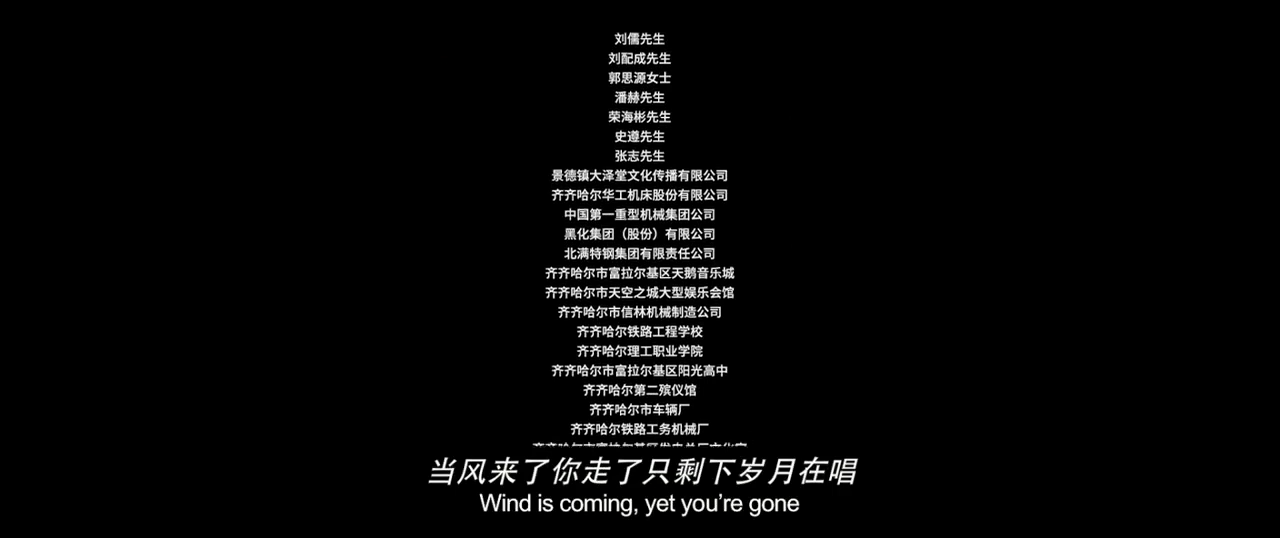 刘儒先生
刘配成先生
郭思源女士
潘赫先生
荣海彬先生
史遵先生
张志先生
景德镇大泽堂文化传播有限公司
齐齐哈尔华工机床股份有限公司
中国第一重型机械集团公司
黑化集团（股份）有限公司
北满特钢集团有限责任公司
齐齐哈尔市富拉尔基区天鹅音乐城
齐齐哈尔市天空之城大型娱乐会馆
齐齐哈尔市信林机械制造公司
齐齐哈尔铁路工程学校
齐齐哈尔理工职业学院
齐齐哈尔市富拉尔基区阳光高中
齐齐哈尔第二殡仪馆
齐齐哈尔市车辆厂
齐齐哈尔铁路工务机械厂
当风来了你走了只剩下岁月在唱
Wind is coming, yet you're gone